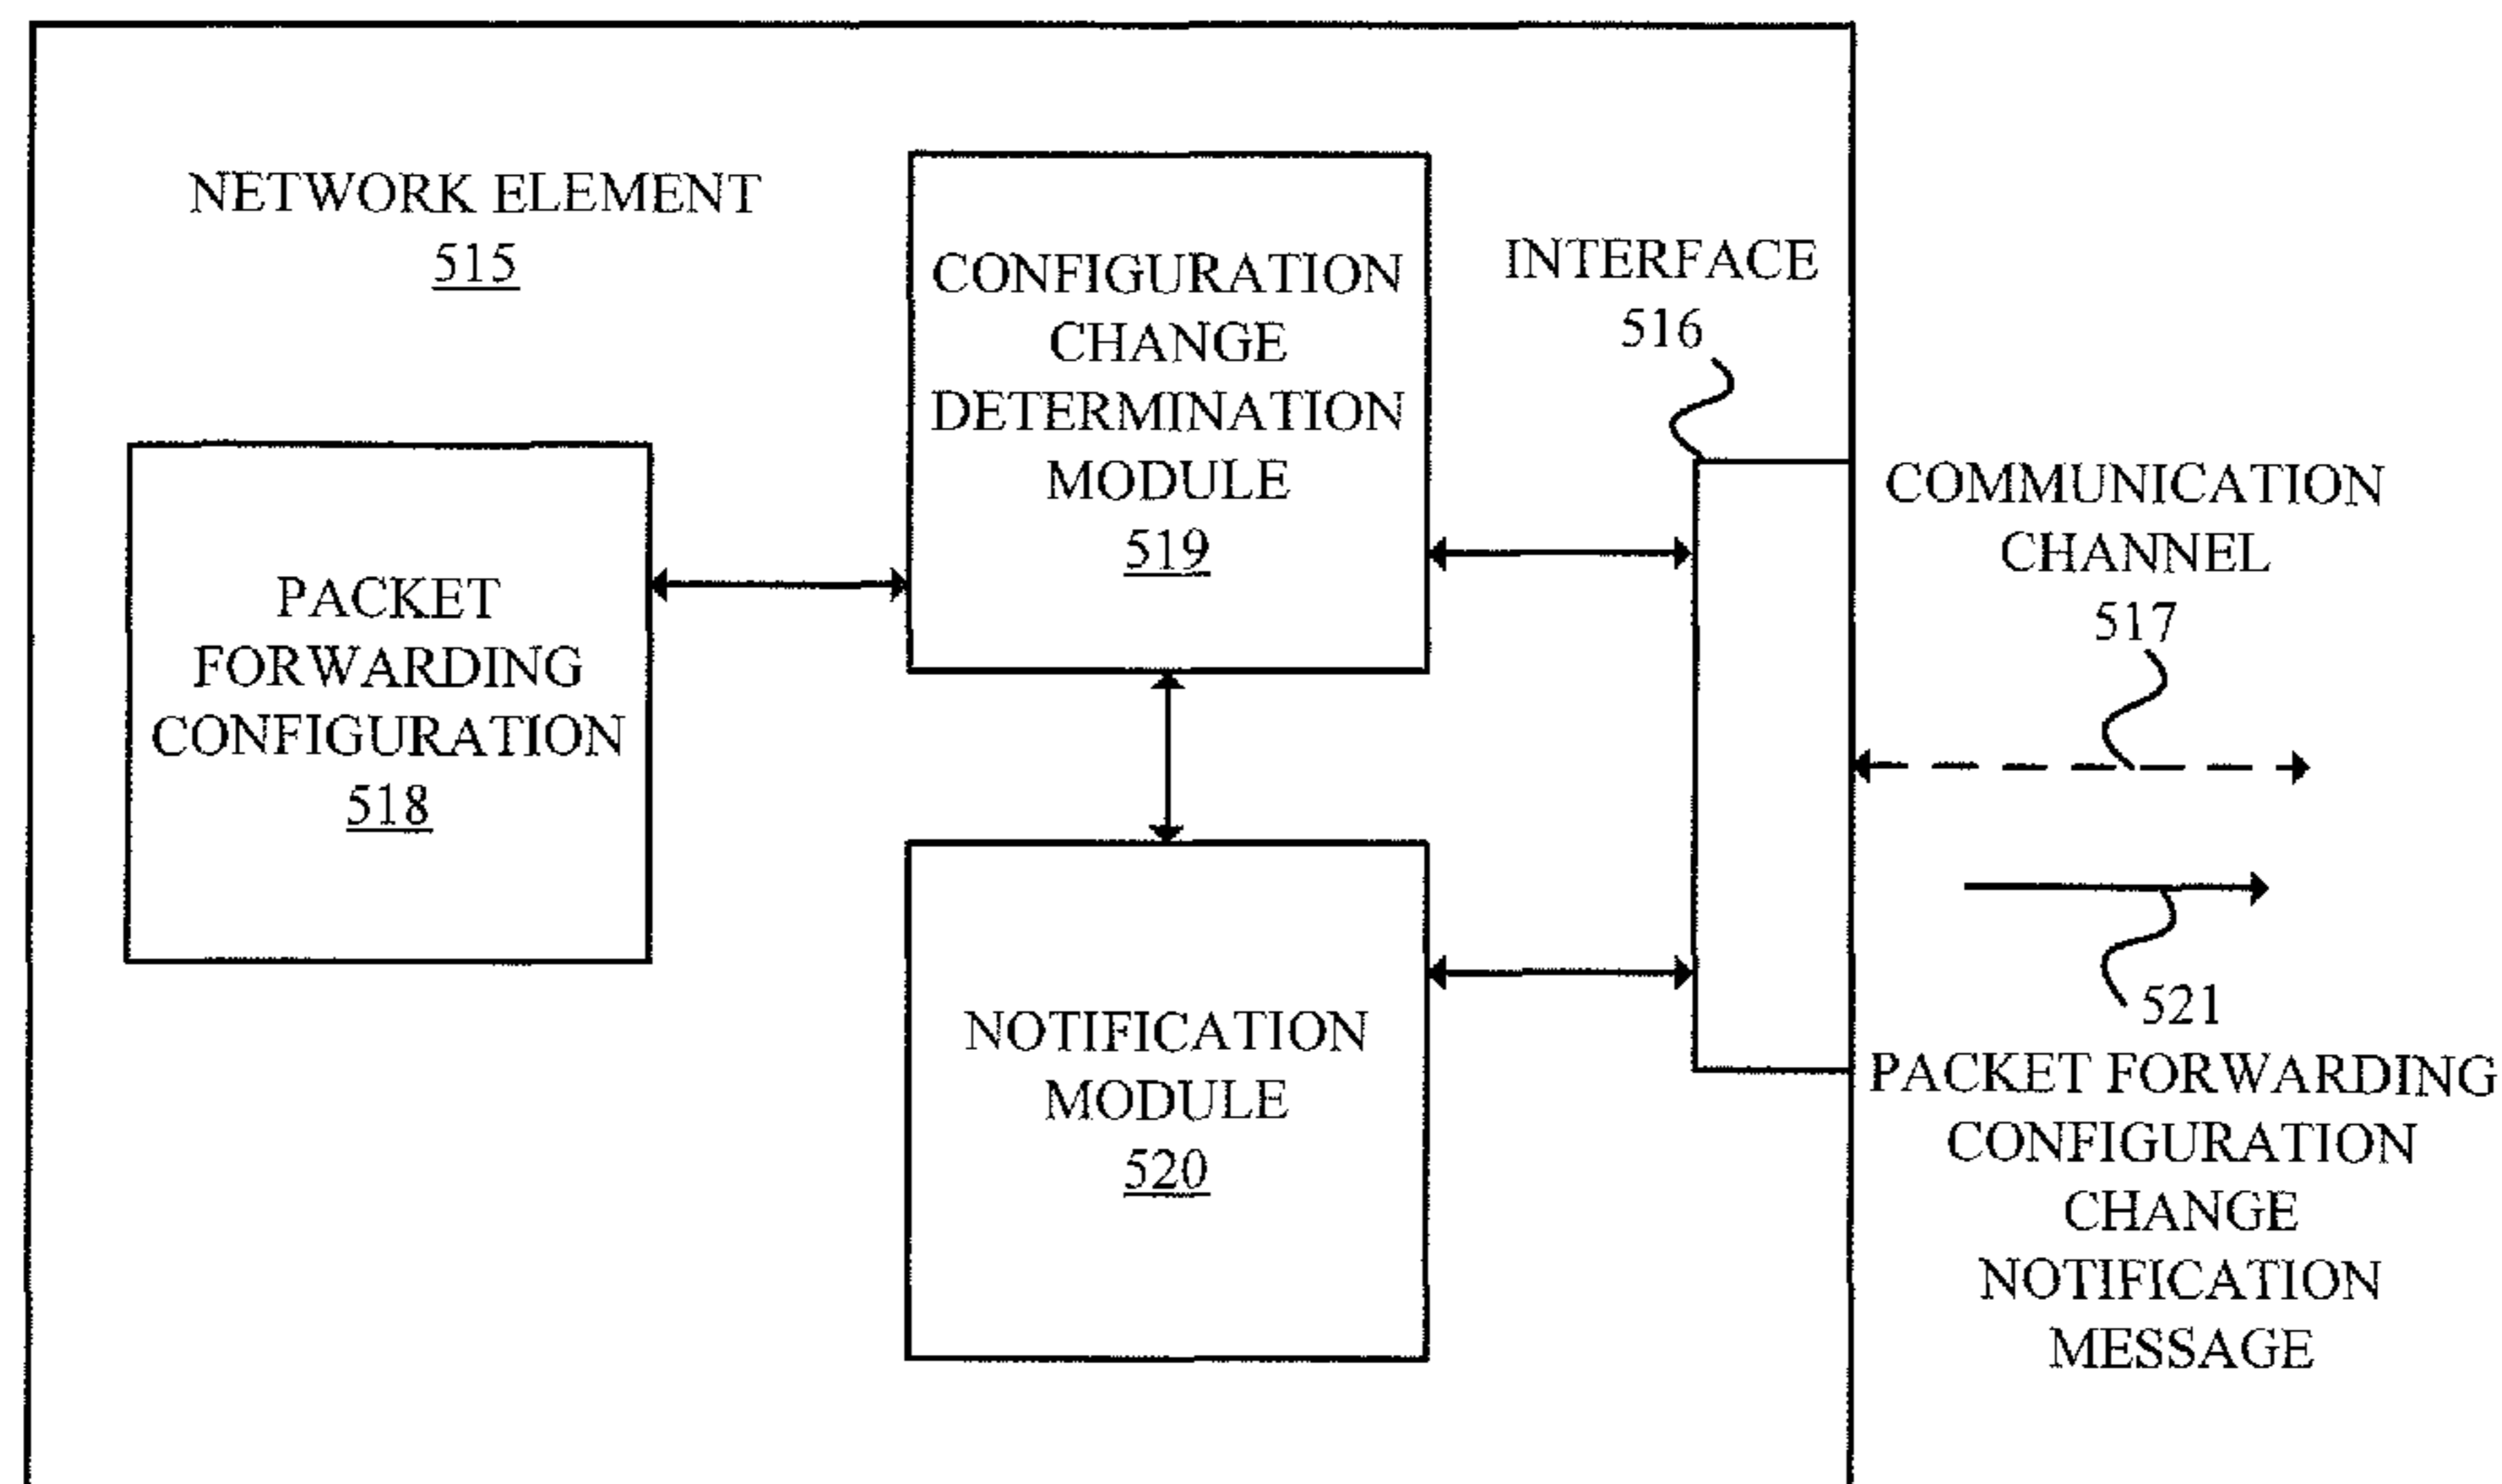 NETWORK ELEMENT
515
CONFIGURATION
CHANGE
DETERMINATION
MODULE
519
INTERFACE
516
PACKET
FORWARDING
CONFIGURATION
518
COMMUNICATION
CHANNEL
517
NOTIFICATION
MODULE
520
521
PACKET FORWARDING
CONFIGURATION
CHANGE
NOTIFICATION
MESSAGE